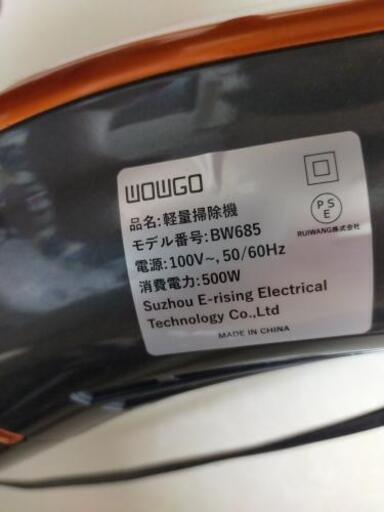 WOWGO
品名:軽量掃除機
モデル番号:BW685
電源:100V~, 50/60Hz
消費電力:500W
Suzhou E-rising Electrical
Technology Co.,Ltd
MADE IN CHINA
PS
E
RUIWANG株式会社